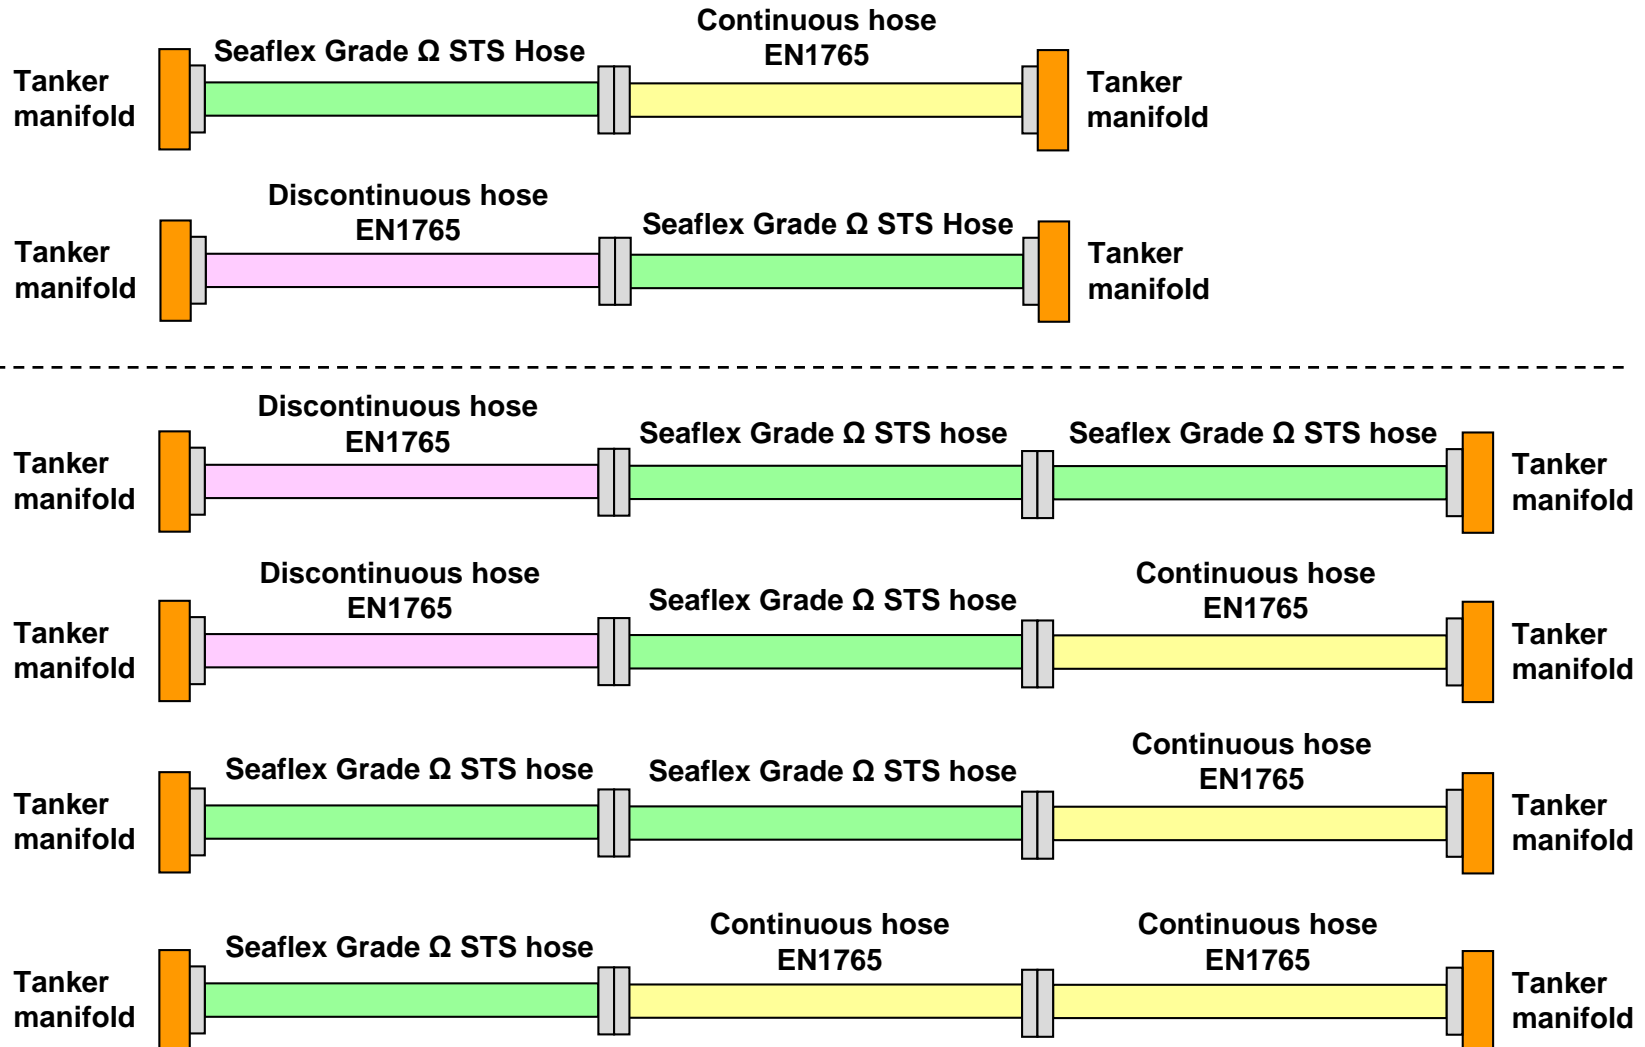 Continuous hose
EN1765
Seaflex Grade Ω STS Hose
Tanker
manifold
Tanker
manifold
Discontinuous hose
EN1765
Seaflex Grade Ω STS Hose
Tanker
manifold
Tanker
manifold
Discontinuous hose
EN1765
Seaflex Grade Ω STS hose
Seaflex Grade Ω STS hose
Tanker
manifold
Tanker
manifold
Discontinuous hose
EN1765
Seaflex Grade Ω STS hose
Continuous hose
EN1765
Tanker
manifold
Tanker
manifold
Seaflex Grade Ω STS hose
Seaflex Grade Ω STS hose
Continuous hose
EN1765
Tanker
manifold
Tanker
manifold
Seaflex Grade Ω STS hose
Continuous hose
EN1765
Continuous hose
EN1765
Tanker
manifold
Tanker
manifold